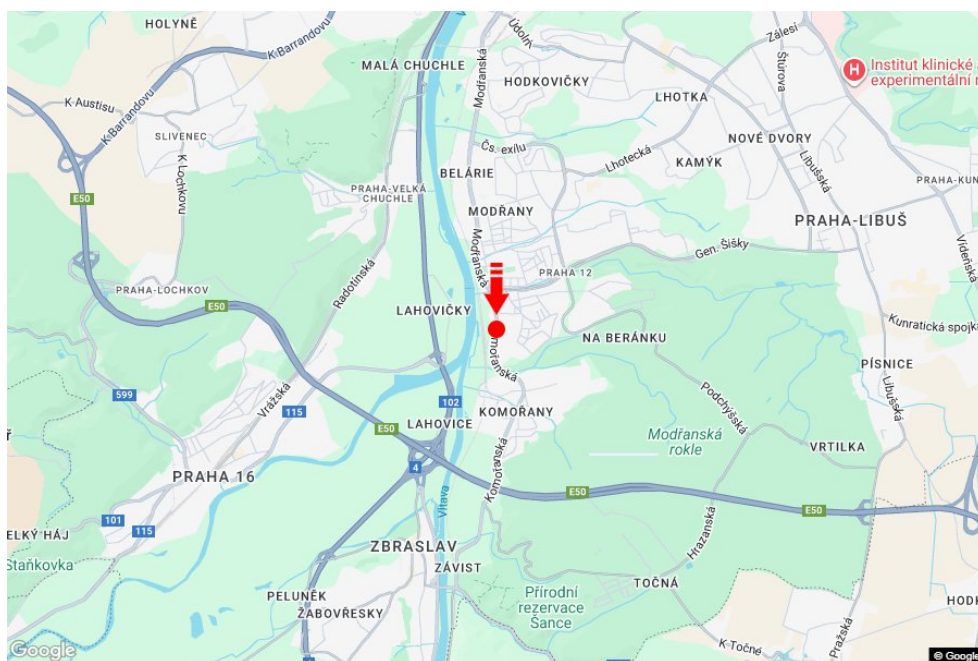 HOLYNĚ
K Barrandovu
K Barrandovu
MALÁ CHUCHLE
Modřanská
Údolní
HODKOVIČKY
Zálesí
Štúrova
Institut klinické
experimentální
K Austisu
SLIVENEC
K Lochkovu
LHOTKA
NOVÉ DVORY
Čs. exilu
Lhotecká
KAMÝK
Libušská
BELÁRIE
PRAHA-KUN
PRAHA-VELKÁ
CHUCHLE
E50
MODŘANY
PRAHA-LIBUŠ
Vídeňská
Modřanská
Gen. Šišky
PRAHA 12
Radotínská
PRAHA-LOCHKOV
E50
LAHOVIČKY
Kunratická spojka
NA BERÁNKU
PÍSNICE
Komořanská
Libušská
599
Vrážská
115
102
KOMOŘANY
Podchýšská
E50
LAHOVICE
Modřanská
rokle
VRTILKA
4
PRAHA 16
Komořanská
Vltava
E50
E50
101
115
ELKÝ HÁJ
Staňkovka
ZBRASLAV
Hrazanská
ZÁVIST
TOČNÁ
PELUNĚK
ŽABOVŘESKY
Přírodní
rezervace
Šance
HODK
K Točné
Pražská
4
Google
© Google